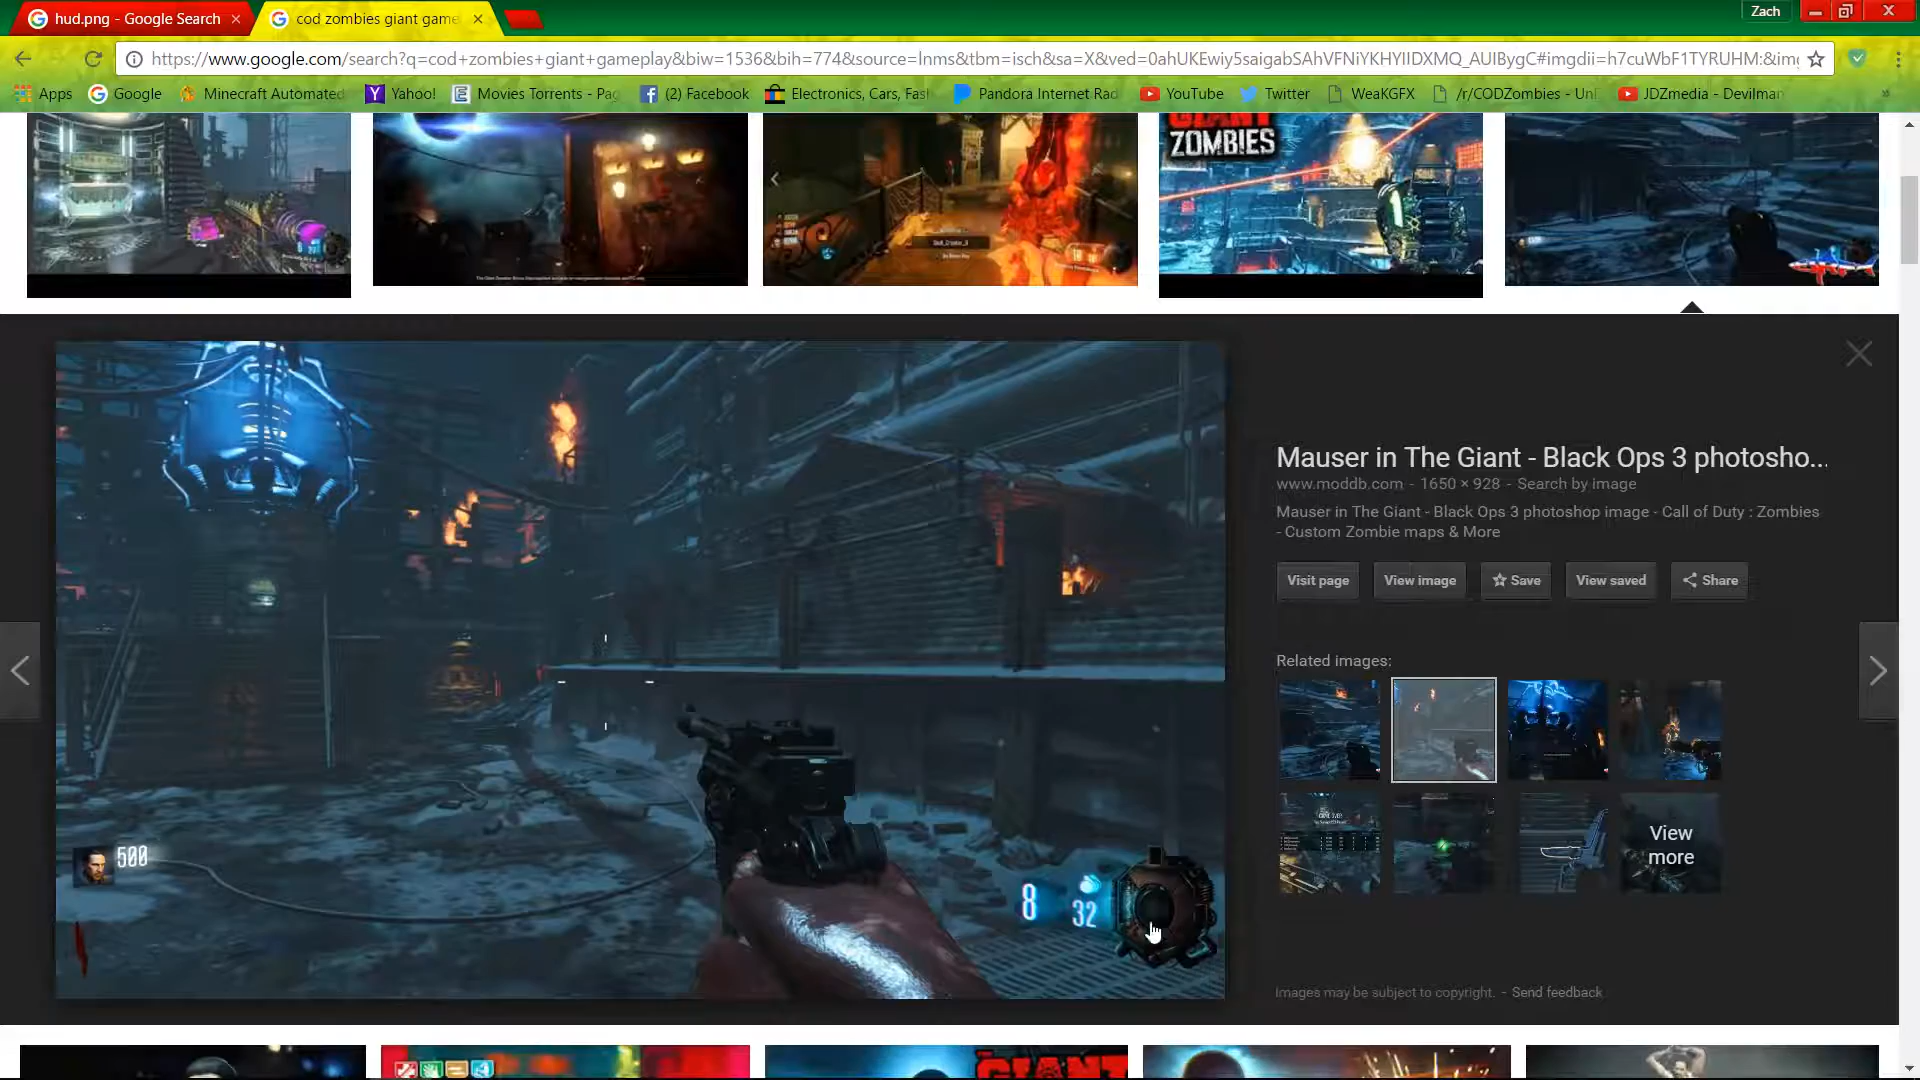 hud.png - Google Search
cod zombies giant game
Zach
https://www.google.com/search?q=cod+zombies+giant+gameplay&biw=1536&bih=774&source=lnms&tbm=isch&sa=X&ved=0ahUKEwiy5saigabSAhVFNiYKHYIIDXMQ_AUIBygC#imgdii=h7cuWbF1TYRUHM:&img
Apps
Google
Minecraft Automated
Yahoo!
Movies Torrents - Pag
(2) Facebook
Electronics, Cars, Fash
Pandora Internet Rad
YouTube
Twitter
WeaKGFX
/r/CODZombies - Un
JDZmedia - Devilman
GIANT
ZOMBIES
Mauser in The Giant - Black Ops 3 photosho...
www.moddb.com - 1650 × 928 - Search by image
Mauser in The Giant - Black Ops 3 photoshop image - Call of Duty : Zombies
- Custom Zombie maps & More
Visit page
View image
Save
View saved
Share
Related images:
View
more
500
8
32
Images may be subject to copyright. - Send feedback
GIANT